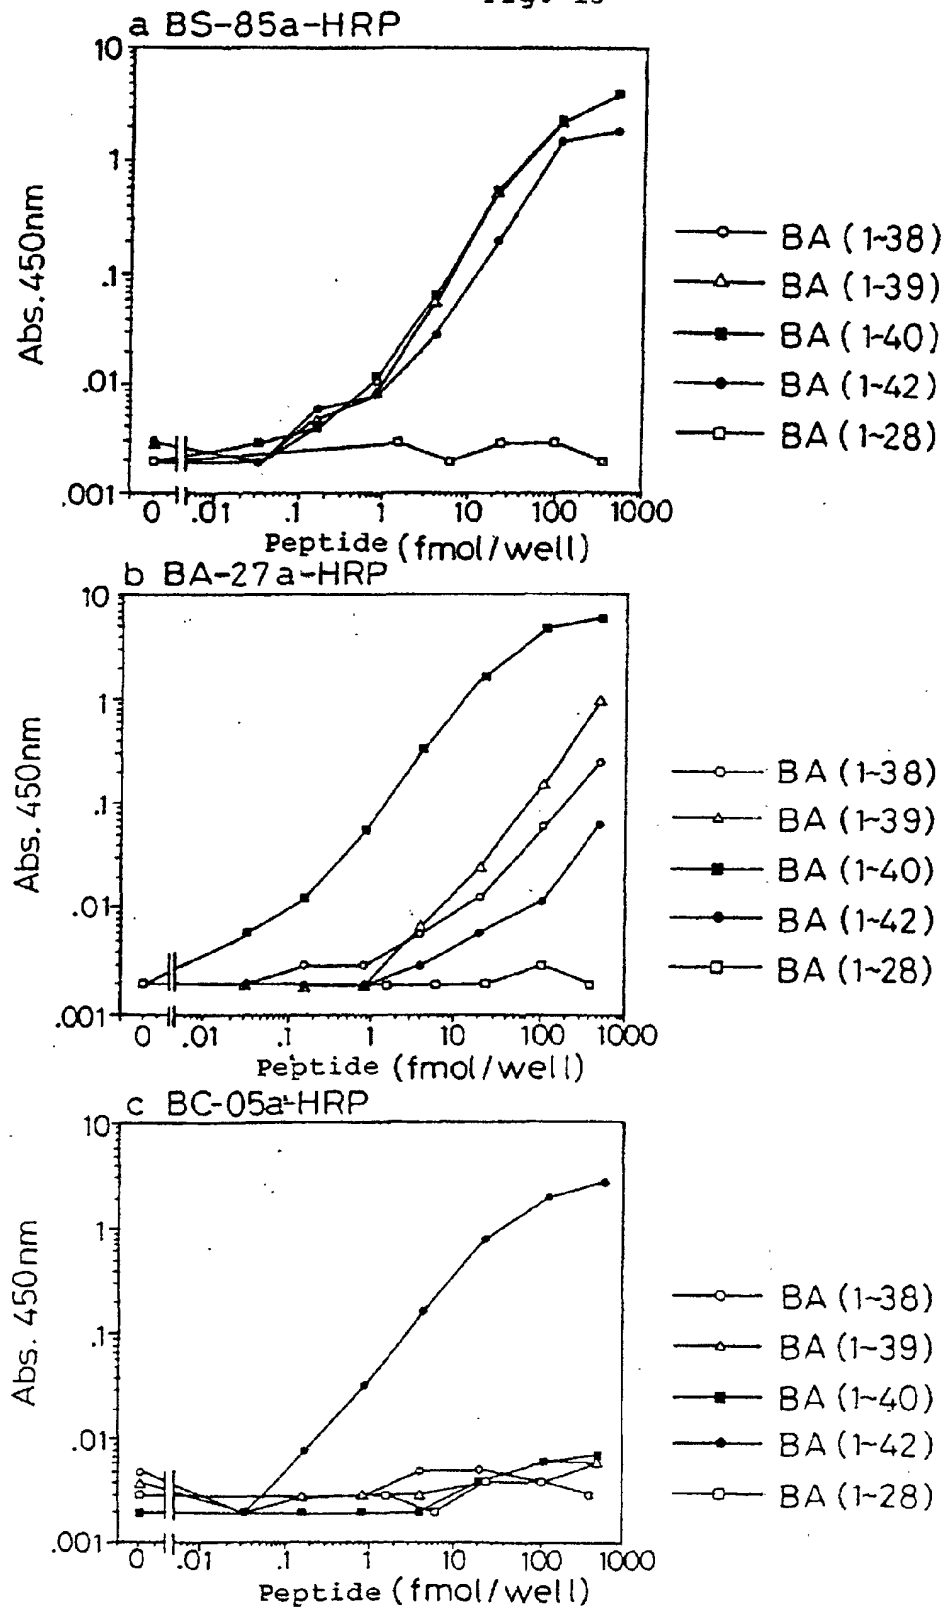 a BS-85a-HRP
10
1
.1
.01
.001
Abs. 450nm
0 .01 .1 1 10 100 1000
Peptide (fmol/well)
BA (1~38)
BA (1~39)
BA (1~40)
BA (1~42)
BA (1~28)
b BA-27a-HRP
10
1
.1
.01
.001
Abs. 450nm
0 .01 .1 1 10 100 1000
Peptide (fmol/well)
BA (1~38)
BA (1~39)
BA (1~40)
BA (1~42)
BA (1~28)
c BC-05a-HRP
10
1
.1
.01
.001
Abs. 450nm
0 .01 .1 1 10 100 1000
Peptide (fmol/well)
BA (1~38)
BA (1~39)
BA (1~40)
BA (1~42)
BA (1~28)